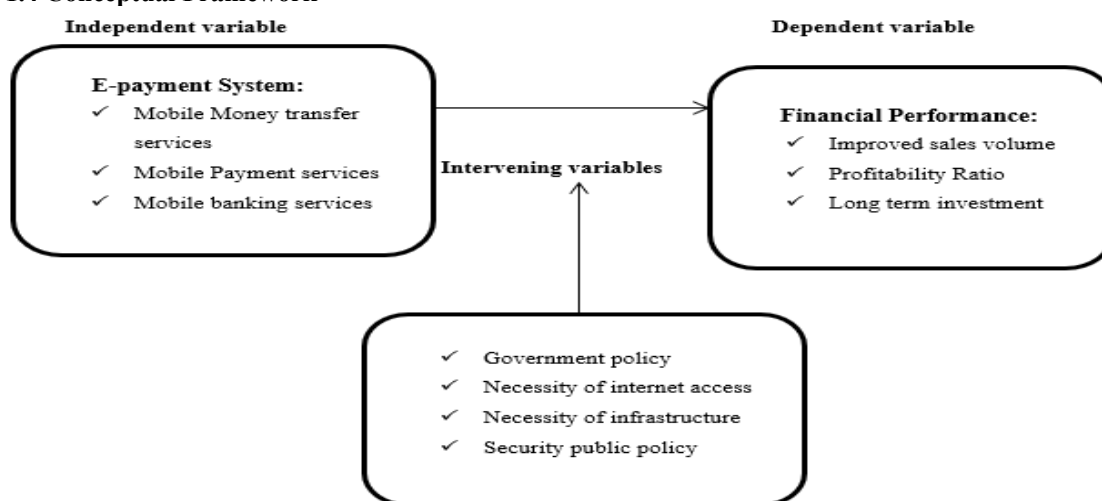 Independent variable
Dependent variable
E-payment System:
✓ Mobile Money transfer
services
✓ Mobile Payment services
✓ Mobile banking services
Intervening variables
Financial Performance:
✓ Improved sales volume
✓ Profitability Ratio
✓ Long term investment
✓ Government policy
✓ Necessity of internet access
✓ Necessity of infrastructure
✓ Security public policy